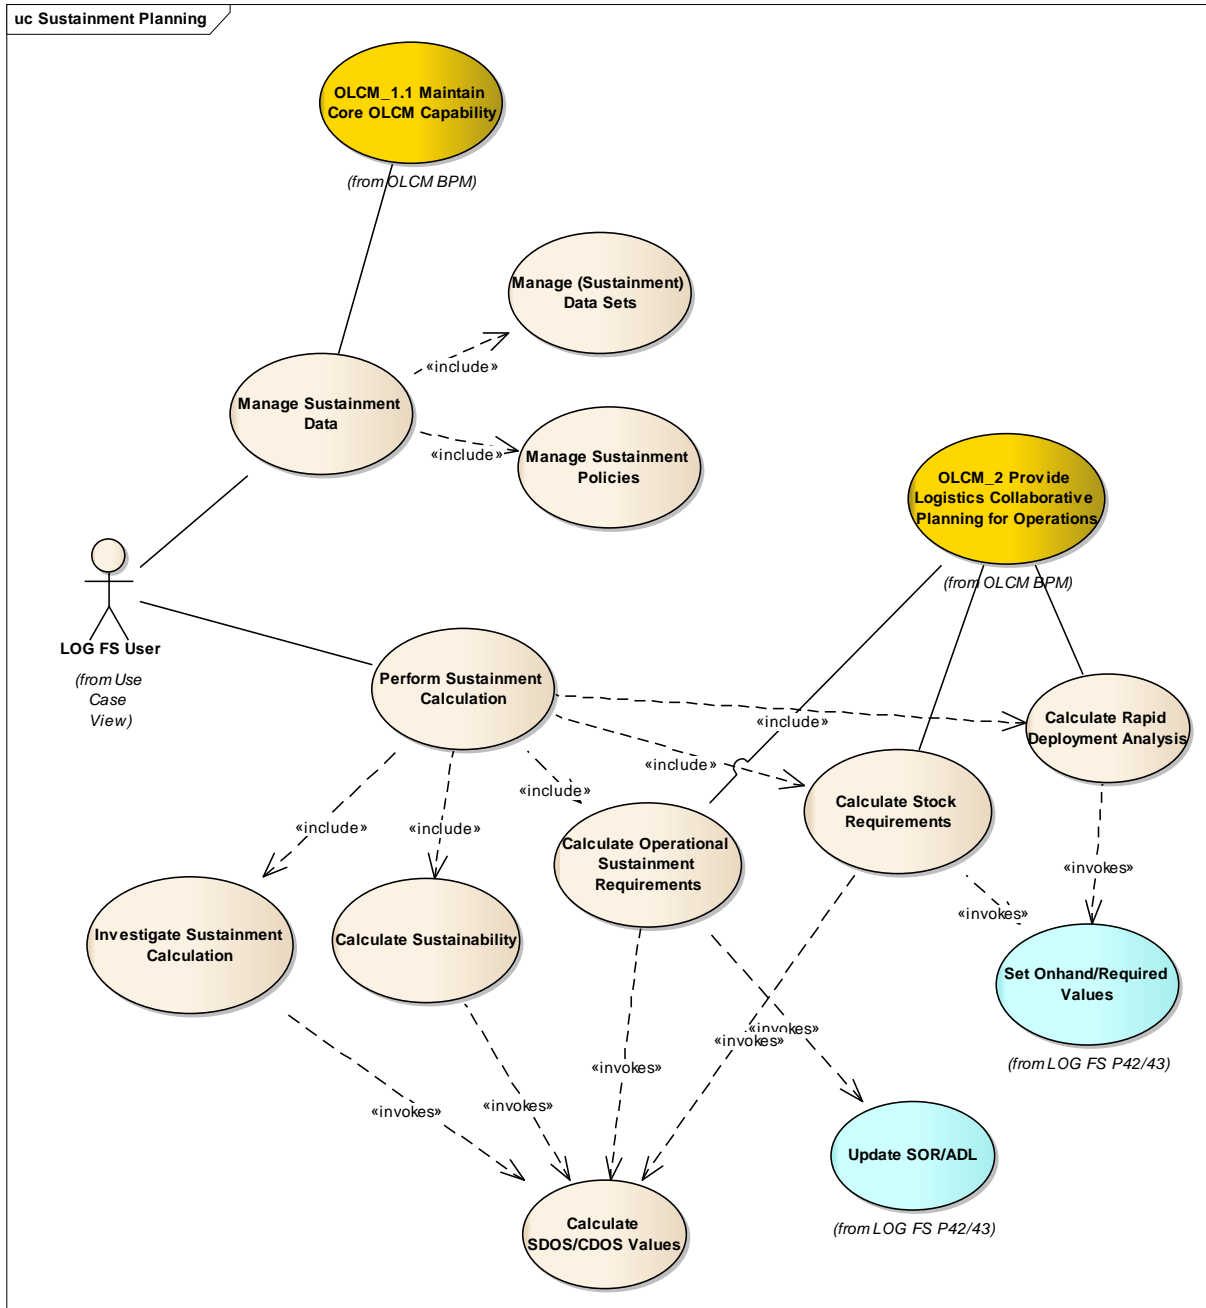 uc Sustainment Planning
OLCM_1.1 Maintain
Core OLCM Capability
(from OLCM BPM)
Manage (Sustainment)
Data Sets
«include»
Manage Sustainment
Data
«include»
Manage Sustainment
Policies
OLCM_2 Provide
Logistics Collaborative
Planning for Operations
(from OLCM BPM)
LOG FS User
(from Use
Case
View)
Perform Sustainment
Calculation
«include»
Calculate Rapid
Deployment Analysis
«include»
«include»
Calculate Stock
Requirements
«include»
«include»
Calculate Operational
Sustainment
Requirements
«invokes»
«invokes»
Investigate Sustainment
Calculation
Calculate Sustainability
Set Onhand/Required
Values
(from LOG FS P42/43)
«invokes»
«invokes»
«invokes»
«invokes»
«invokes»
Update SOR/ADL
(from LOG FS P42/43)
Calculate
SDOS/CDOS Values